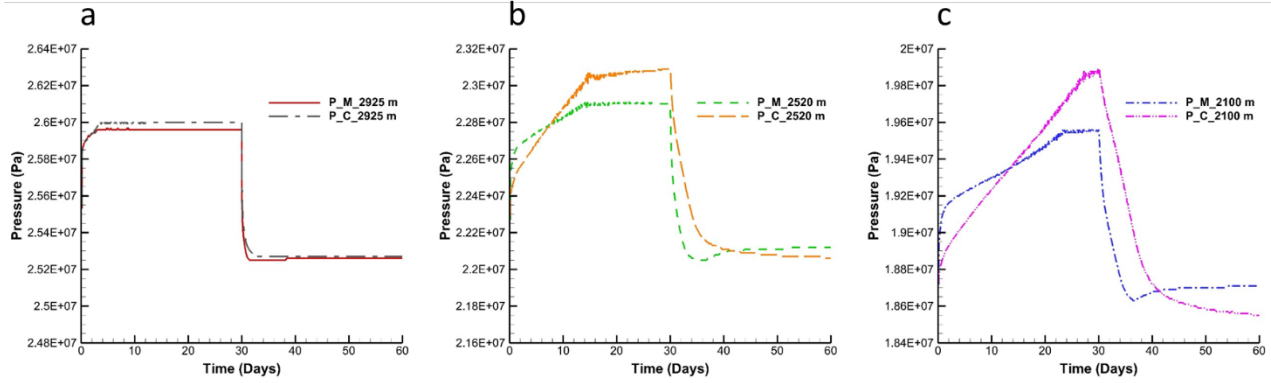 a
2.64E+07
2.62E+07
2.6E+07
2.58E+07
2.56E+07
2.54E+07
2.52E+07
2.5E+07
2.48E+07
Pressure (Pa)
0 10 20 30 40 50 60
Time (Days)
P_M_2925 m
P_C_2925 m
b
2.32E+07
2.3E+07
2.28E+07
2.26E+07
2.24E+07
2.22E+07
2.2E+07
2.18E+07
2.16E+07
Pressure (Pa)
0 10 20 30 40 50 60
Time (Days)
P_M_2520 m
P_C_2520 m
c
2E+07
1.98E+07
1.96E+07
1.94E+07
1.92E+07
1.9E+07
1.88E+07
1.86E+07
1.84E+07
Pressure (Pa)
0 10 20 30 40 50 60
Time (Days)
P_M_2100 m
P_C_2100 m